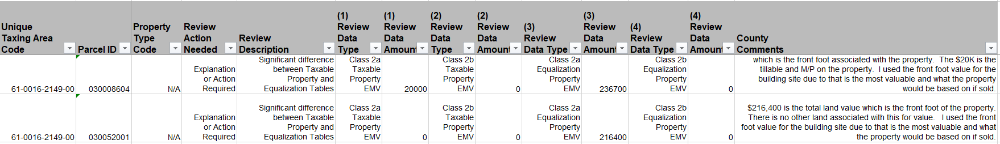 Unique Taxing Area Code
Parcel ID
Property Type Code
Review Action Needed
Review Description
(1) Review Data Type
(1) Review Data Amount
(2) Review Data Type
(2) Review Data Amount
(3) Review Data Type
(3) Review Data Amount
(4) Review Data Type
(4) Review Data Amount
County Comments
61-0016-2149-00
030008604
N/A
Explanation
or Action
Required
Significant difference
between Taxable
Property and
Equalization Tables
Class 2a
Taxable
Property
EMV
20000
Class 2b
Taxable
Property
EMV
0
Class 2a
Equalization
Property
EMV
236700
Class 2b
Equalization
Property
EMV
0
which is the front foot associated with the property.  The $20K is the
tillable and M/P on the property.  I used the front foot value for the
building site due to that is the most valuable and what the property
would be based on if sold.
61-0016-2149-00
030052001
N/A
Explanation
or Action
Required
Significant difference
between Taxable
Property and
Equalization Tables
Class 2a
Taxable
Property
EMV
0
Class 2b
Taxable
Property
EMV
0
Class 2a
Equalization
Property
EMV
216400
Class 2b
Equalization
Property
EMV
0
$216,400 is the total land value which is the front foot of the property.
There is no other land associated with this for value.   I used the front
foot value for the building site due to that is the most valuable and what
the property would be based on if sold.